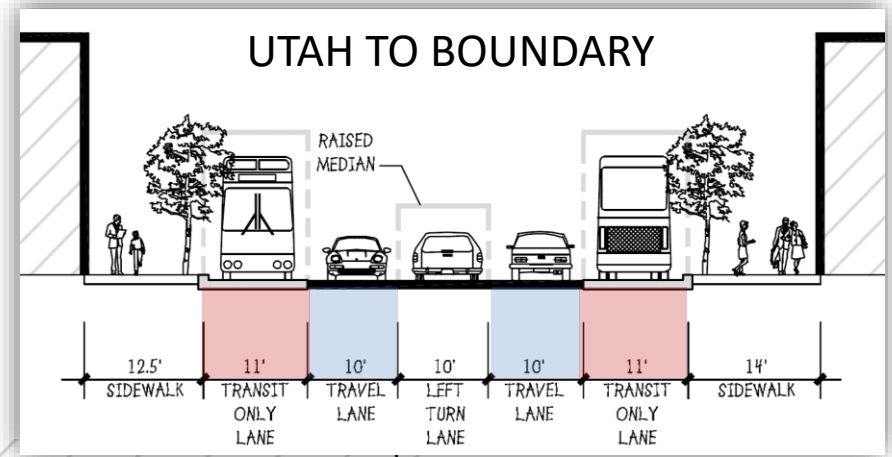 UTAH TO BOUNDARY
RAISED
MEDIAN
12.5' 11' 10' 10' 10' 11' 14'
SIDEWALK TRANSIT TRAVEL LEFT TRAVEL TRANSIT SIDEWALK
ONLY LANE TURN LANE ONLY
LANE LANE LANE